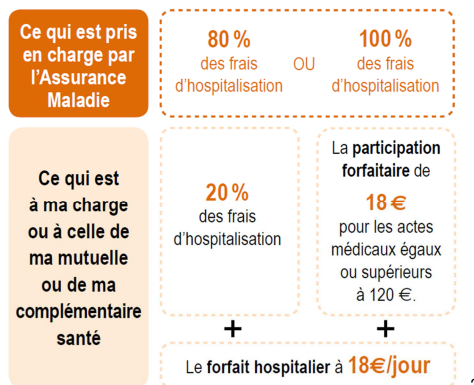 Ce qui est pris
en charge par
l'Assurance
Maladie
80 %
des frais
d'hospitalisation
OU
100 %
des frais
d'hospitalisation
Ce qui est
à ma charge
ou à celle de
ma mutuelle
ou de ma
complémentaire
santé
20 %
des frais
d'hospitalisation
+
La participation
forfaitaire de
18 €
pour les actes
médicaux égaux
ou supérieurs
à 120 €.
+
Le forfait hospitalier à 18€/jour